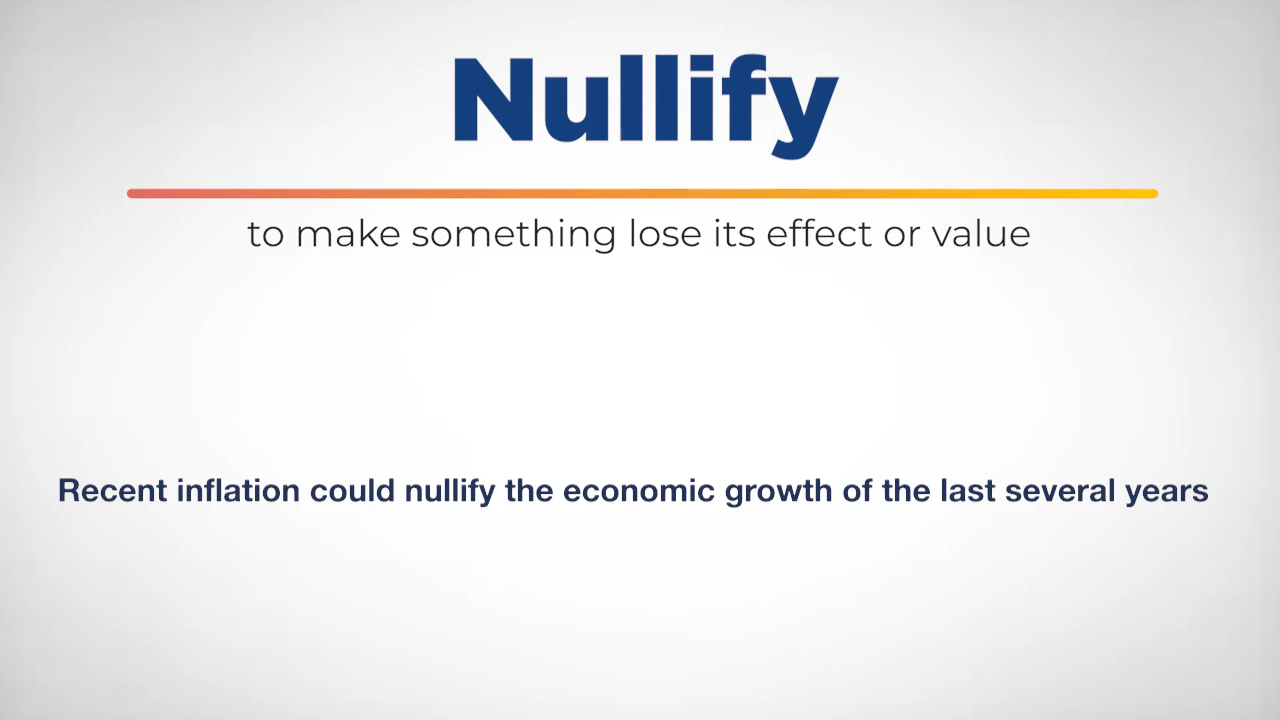 Nullify
to make something lose its effect or value
Recent inflation could nullify the economic growth of the last several years